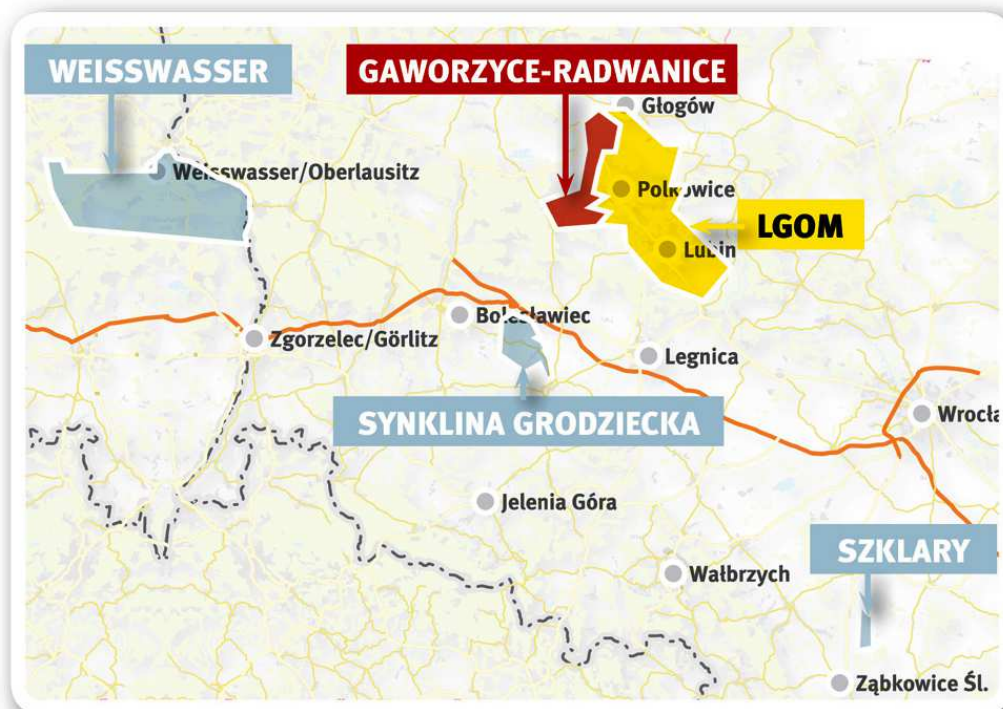 WEISSWASSER
GAWORZYCE-RADWANICE
Głogów
Weisswasser/Oberlausitz
Polkowice
LGOM
Lubin
Bolesławiec
Zgorzelec/Görlitz
Legnica
SYNKLINA GRODZIECKA
Wrocła
Jelenia Góra
SZKLARY
Wałbrzych
Ząbkowice Śl.